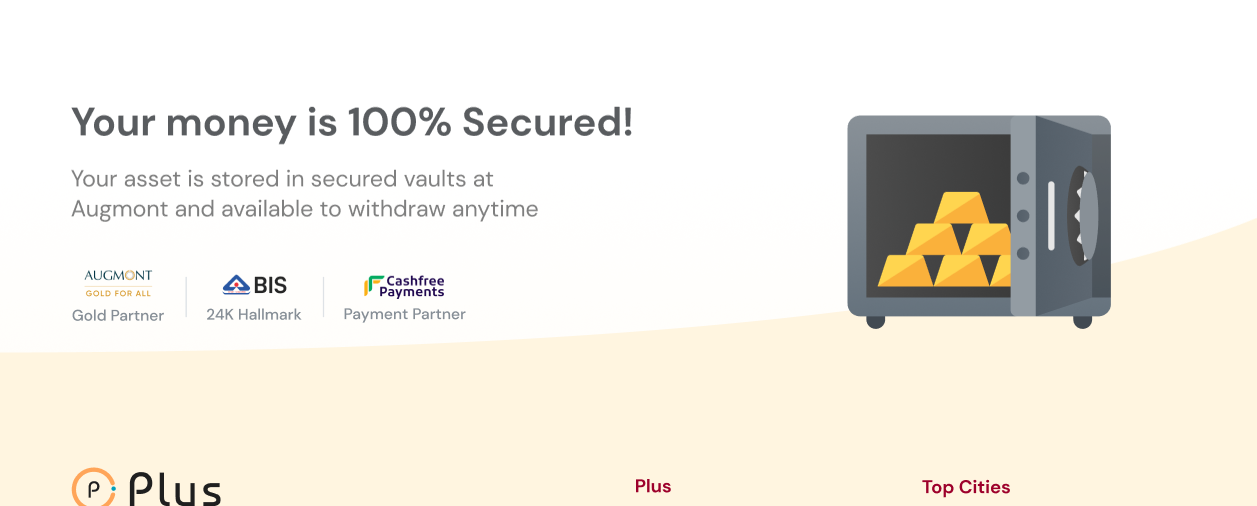 Your money is 100% Secured!
Your asset is stored in secured vaults at
Augmont and available to withdraw anytime
AUGMONT
GOLD FOR ALL
Gold Partner
BIS
24K Hallmark
Cashfree
Payments
Payment Partner
P Plus
Plus
Top Cities